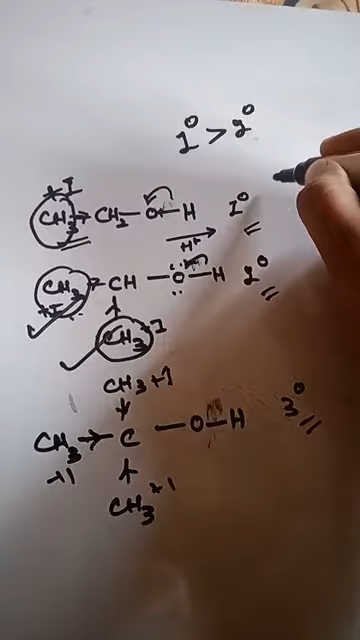 1° > 2°
+I
CH3 → CH2 — O ← H 1°
H+
CH3 → CH — O — H 2°
+I
CH3 +I
CH3 +I
CH3 → C — O — H 3°
+I
CH3 +I